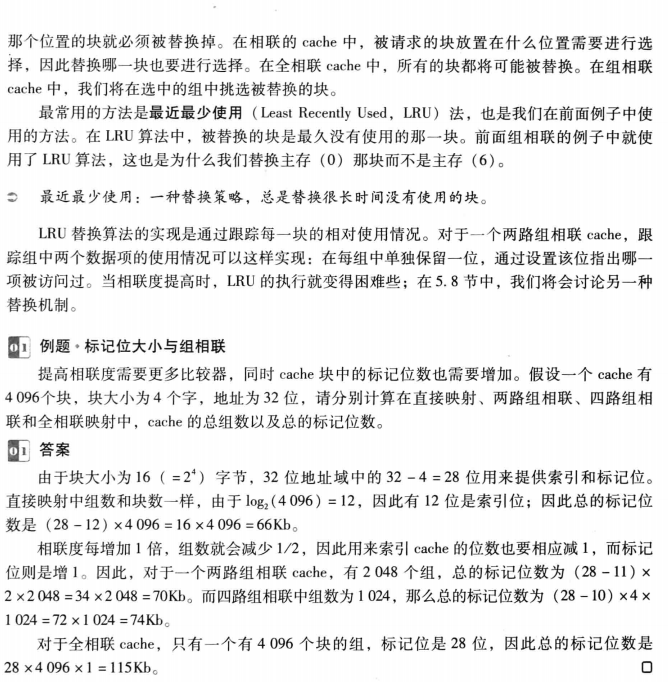 那个位置的块就必须被替换掉。在相联的 cache 中，被请求的块放置在什么位置需要进行选
择，因此替换哪一块也要进行选择。在全相联 cache 中，所有的块都将可能被替换。在组相联
cache 中，我们将在选中的组中挑选被替换的块。
最常用的方法是最近最少使用（Least Recently Used，LRU）法，也是我们在前面例子中使
用的方法。在 LRU 算法中，被替换的块是最久没有使用的那一块。前面组相联的例子中就使
用了 LRU 算法，这也是为什么我们替换主存（0）那块而不是主存（6）。
最近最少使用：一种替换策略，总是替换很长时间没有使用的块。
LRU 替换算法的实现是通过跟踪每一块的相对使用情况。对于一个两路组相联 cache，跟
踪组中两个数据项的使用情况可以这样实现：在每组中单独保留一位，通过设置该位指出哪一
项被访问过。当相联度提高时，LRU 的执行就变得困难些；在 5.8 节中，我们将会讨论另一种
替换机制。
01 例题·标记位大小与组相联
提高相联度需要更多比较器，同时 cache 块中的标记位数也需要增加。假设一个 cache 有
4 096个块，块大小为 4 个字，地址为 32 位，请分别计算在直接映射、两路组相联、四路组相
联和全相联映射中，cache 的总组数以及总的标记位数。
01 答案
由于块大小为 16（=2⁴）字节，32 位地址域中的 32 − 4 = 28 位用来提供索引和标记位。
直接映射中组数和块数一样，由于 log₂(4 096) = 12，因此有 12 位是索引位；因此总的标记位
数是（28 − 12）×4 096 = 16 ×4 096 = 66Kb。
相联度每增加 1 倍，组数就会减少 1/2，因此用来索引 cache 的位数也要相应减 1，而标记
位则是增 1。因此，对于一个两路组相联 cache，有 2 048 个组，总的标记位数为（28 − 11）×
2 ×2 048 = 34 ×2 048 = 70Kb。而四路组相联中组数为 1 024，那么总的标记位数为（28 − 10）×4 ×
1 024 = 72 ×1 024 = 74Kb。
对于全相联 cache，只有一个有 4 096 个块的组，标记位是 28 位，因此总的标记位数是
28 ×4 096 ×1 = 115Kb。